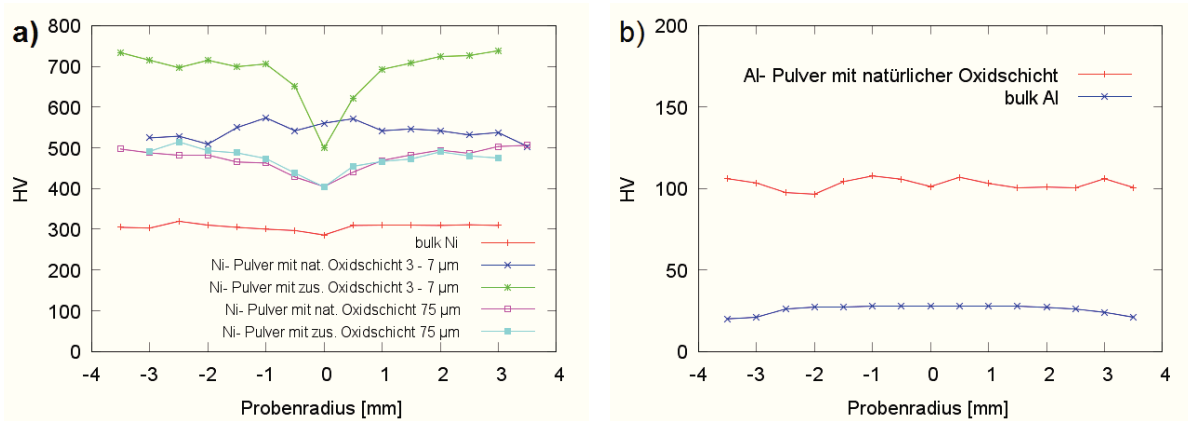 a)
800
700
600
500
400
300
200
100
0
HV
bulk Ni
Ni- Pulver mit nat. Oxidschicht 3 - 7 µm
Ni- Pulver mit zus. Oxidschicht 3 - 7 µm
Ni- Pulver mit nat. Oxidschicht 75 µm
Ni- Pulver mit zus. Oxidschicht 75 µm
-4 -3 -2 -1 0 1 2 3 4
Probenradius [mm]
b)
200
150
100
50
0
HV
Al- Pulver mit natürlicher Oxidschicht
bulk Al
-4 -3 -2 -1 0 1 2 3 4
Probenradius [mm]